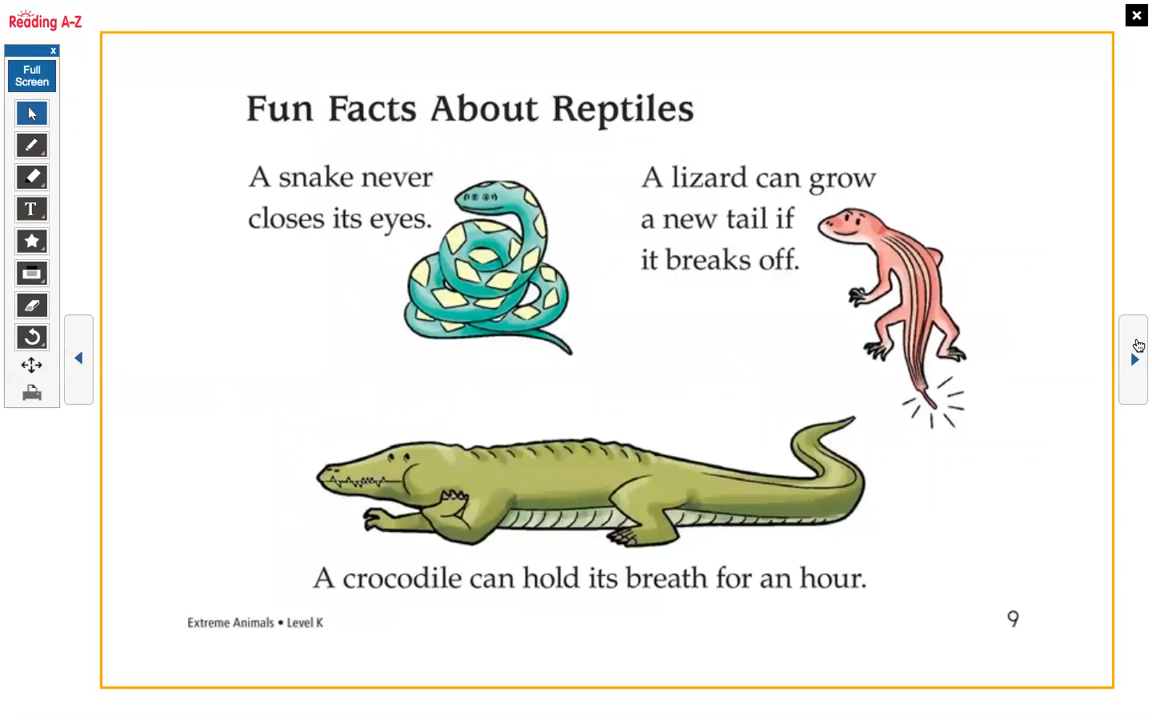 Reading A-Z
x
Full
Screen
T
Fun Facts About Reptiles
A snake never
closes its eyes.
A lizard can grow
a new tail if
it breaks off.
A crocodile can hold its breath for an hour.
Extreme Animals • Level K
9